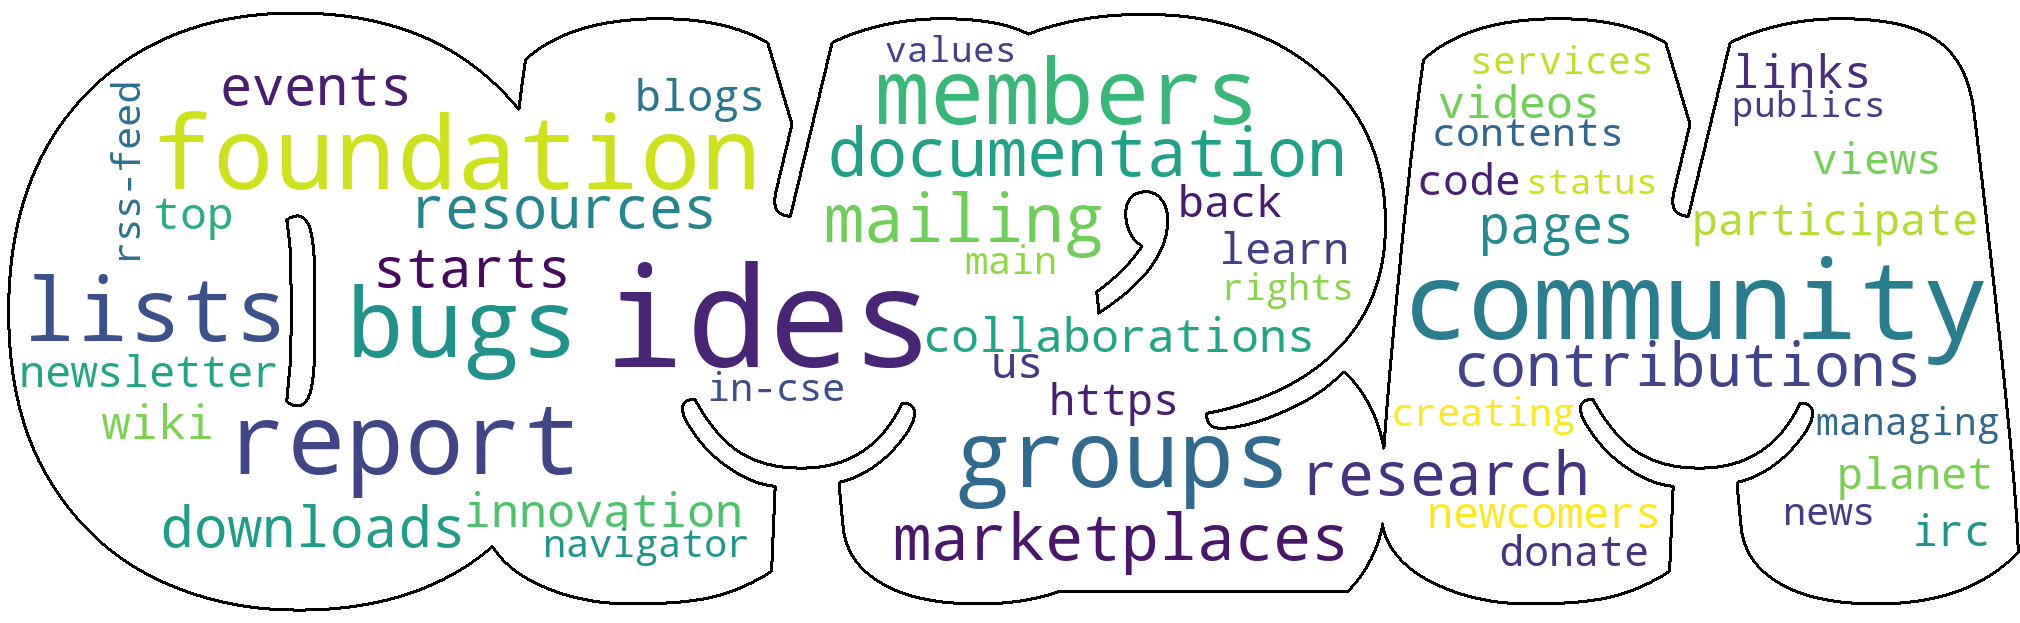 events
blogs
rss-feed
foundation
top
resources
starts
lists
bugs
ides
newsletter
in-cse
wiki
report
downloads
innovation
navigator
values
members
documentation
mailing
back
main
learn
rights
collaborations
us
https
groups
research
marketplaces
services
videos
contents
code
status
pages
links
publics
views
participate
community
contributions
creating
managing
newcomers
planet
donate
news
irc